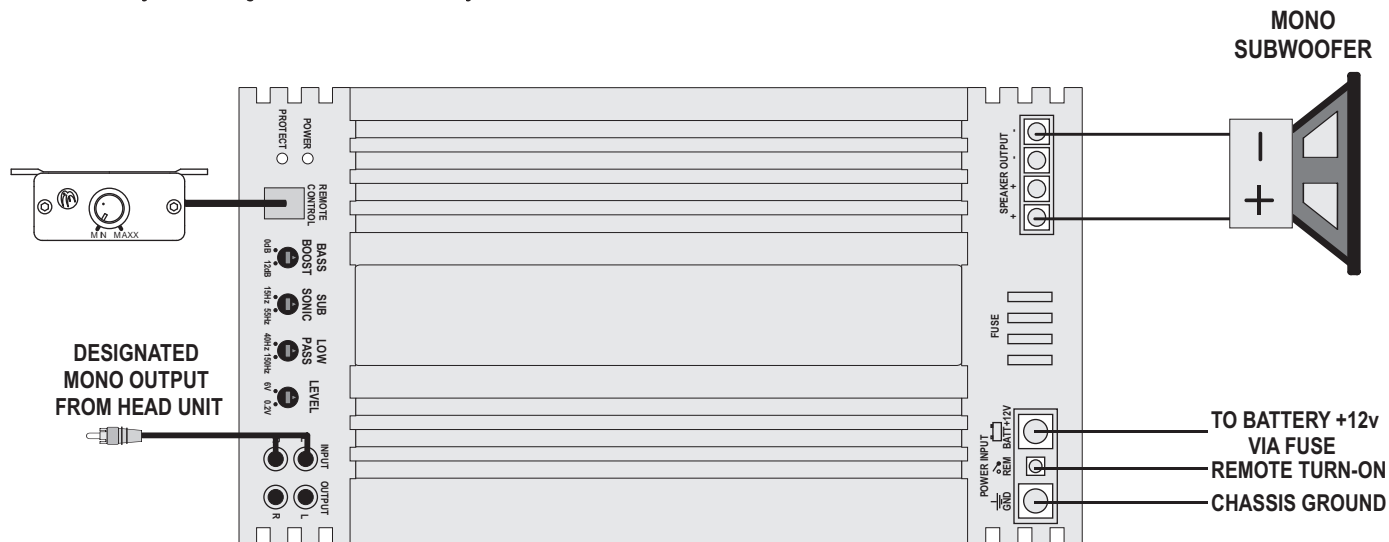 MONO
SUBWOOFER
PROTECT
POWER
REMOTE
CONTROL
MIN MAXX
BASS
BOOST
0dB 12dB
SUB
SONIC
15Hz 55Hz
LOW
PASS
40Hz 150Hz
LEVEL
6V 0.2V
DESIGNATED
MONO OUTPUT
FROM HEAD UNIT
INPUT
OUTPUT
R L
SPEAKER OUTPUT
- - + +
- +
FUSE
POWER INPUT
BATT+12V
REM
GND
TO BATTERY +12v
VIA FUSE
REMOTE TURN-ON
CHASSIS GROUND